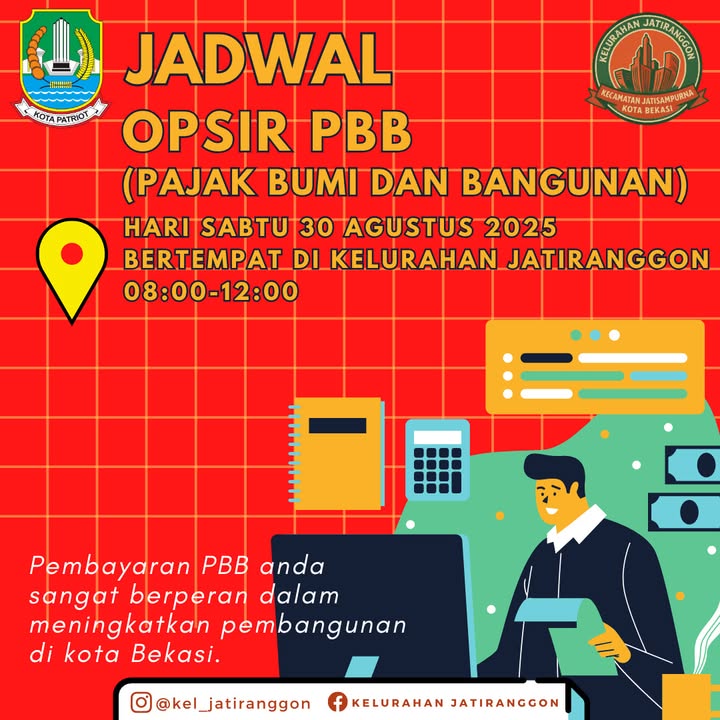 JADWAL
OPSIR PBB
(PAJAK BUMI DAN BANGUNAN)
HARI SABTU 30 AGUSTUS 2025
BERTEMPAT DI KELURAHAN JATIRANGGON
08:00-12:00
KOTA PATRIOT
KELURAHAN JATIRANGGON
KECAMATAN JATISAMPURNA
KOTA BEKASI
Pembayaran PBB anda
sangat berperan dalam
meningkatkan pembangunan
di kota Bekasi.
@kel_jatiranggon KELURAHAN JATIRANGGON